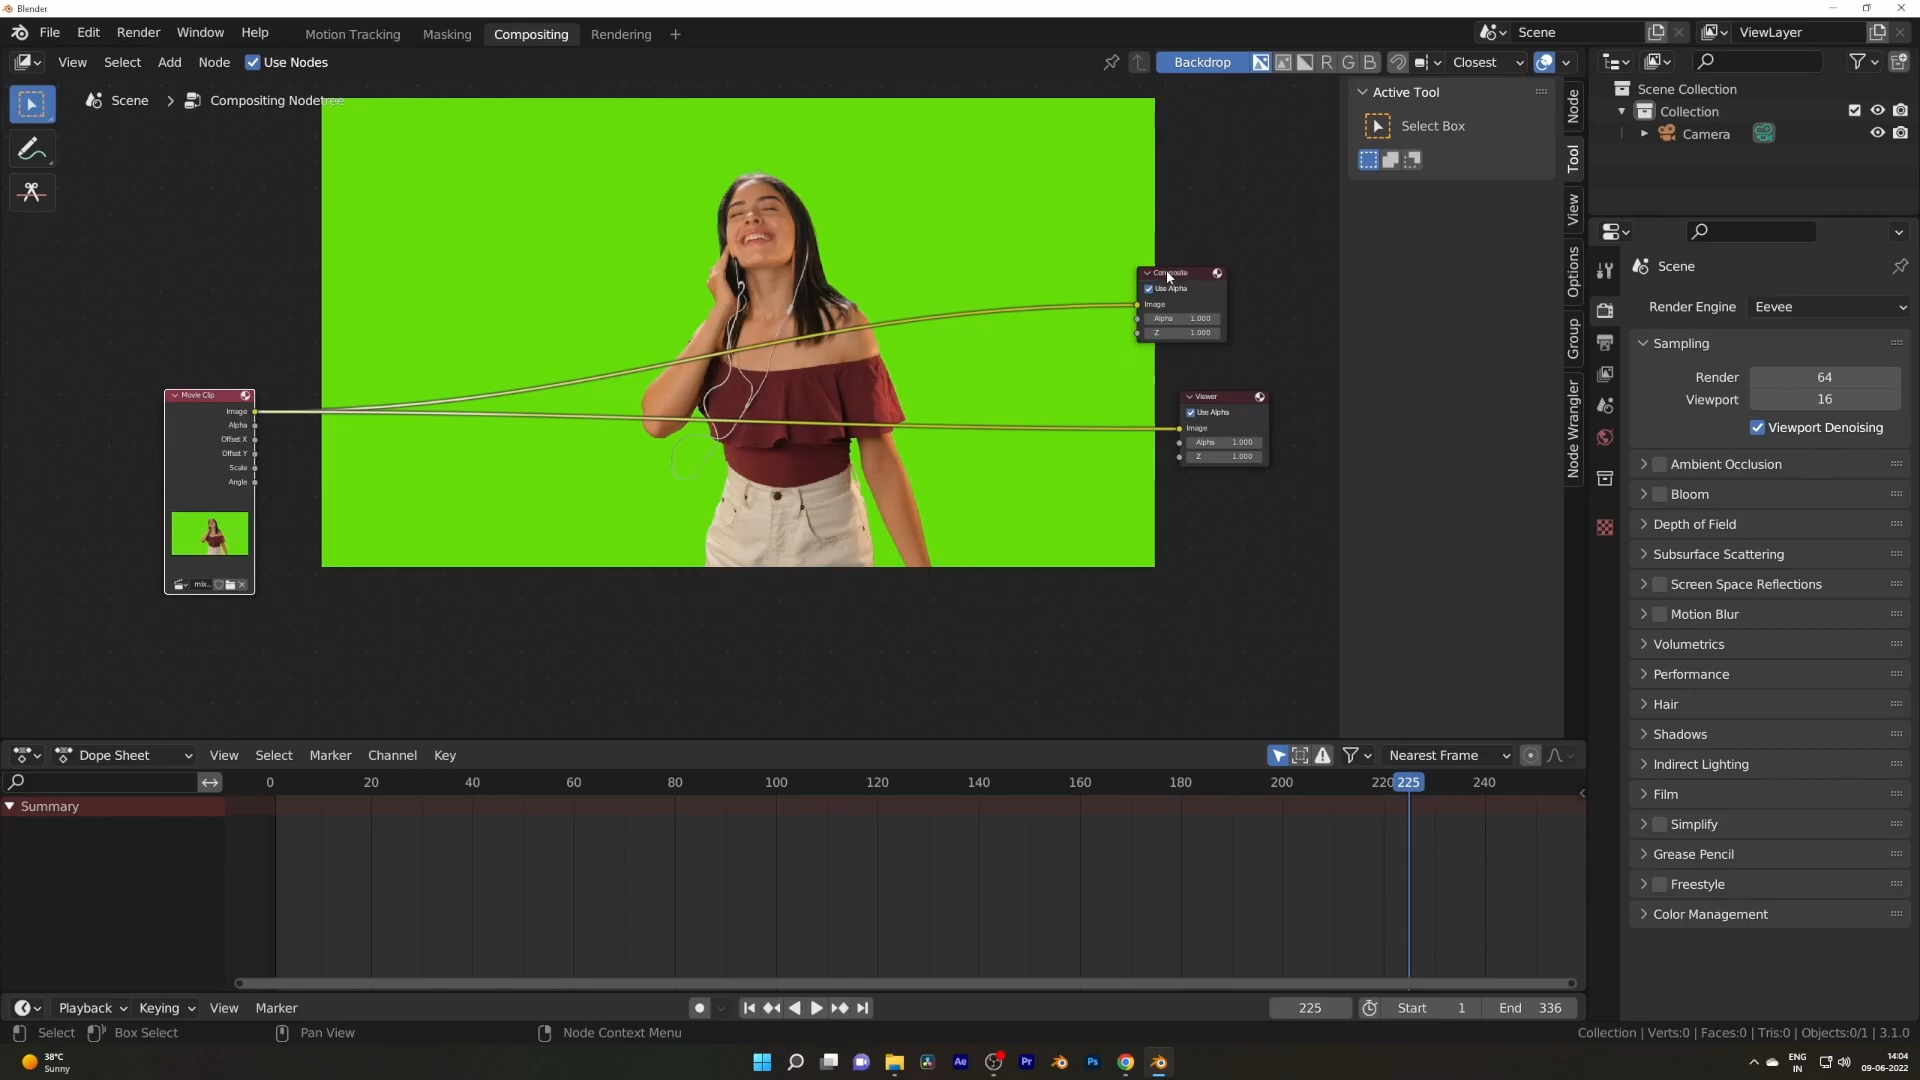 Blender
File Edit Render Window Help Motion Tracking Masking Compositing Rendering + Scene ViewLayer
View Select Add Node Use Nodes Backdrop R G B Closest
Scene > Compositing Nodetree
Active Tool
Select Box
Node
Tool
View
Options
Group
Node Wrangler
Composite
Use Alpha
Image
Alpha 1.000
Z 1.000
Movie Clip
Image
Alpha
Offset X
Offset Y
Scale
Angle
mix...
Viewer
Use Alpha
Image
Alpha 1.000
Z 1.000
Scene Collection
Collection
Camera
Scene
Render Engine Eevee
Sampling
Render 64
Viewport 16
Viewport Denoising
Ambient Occlusion
Bloom
Depth of Field
Subsurface Scattering
Screen Space Reflections
Motion Blur
Volumetrics
Performance
Hair
Shadows
Indirect Lighting
Film
Simplify
Grease Pencil
Freestyle
Color Management
Dope Sheet View Select Marker Channel Key Nearest Frame
0 20 40 60 80 100 120 140 160 180 200 220 225 240
Summary
Playback Keying View Marker 225 Start 1 End 336
Select Box Select Pan View Node Context Menu Collection | Verts:0 | Faces:0 | Tris:0 | Objects:0/1 | 3.1.0
38°C
Sunny
Ae Pr Ps
ENG
IN
14:04
09-06-2022